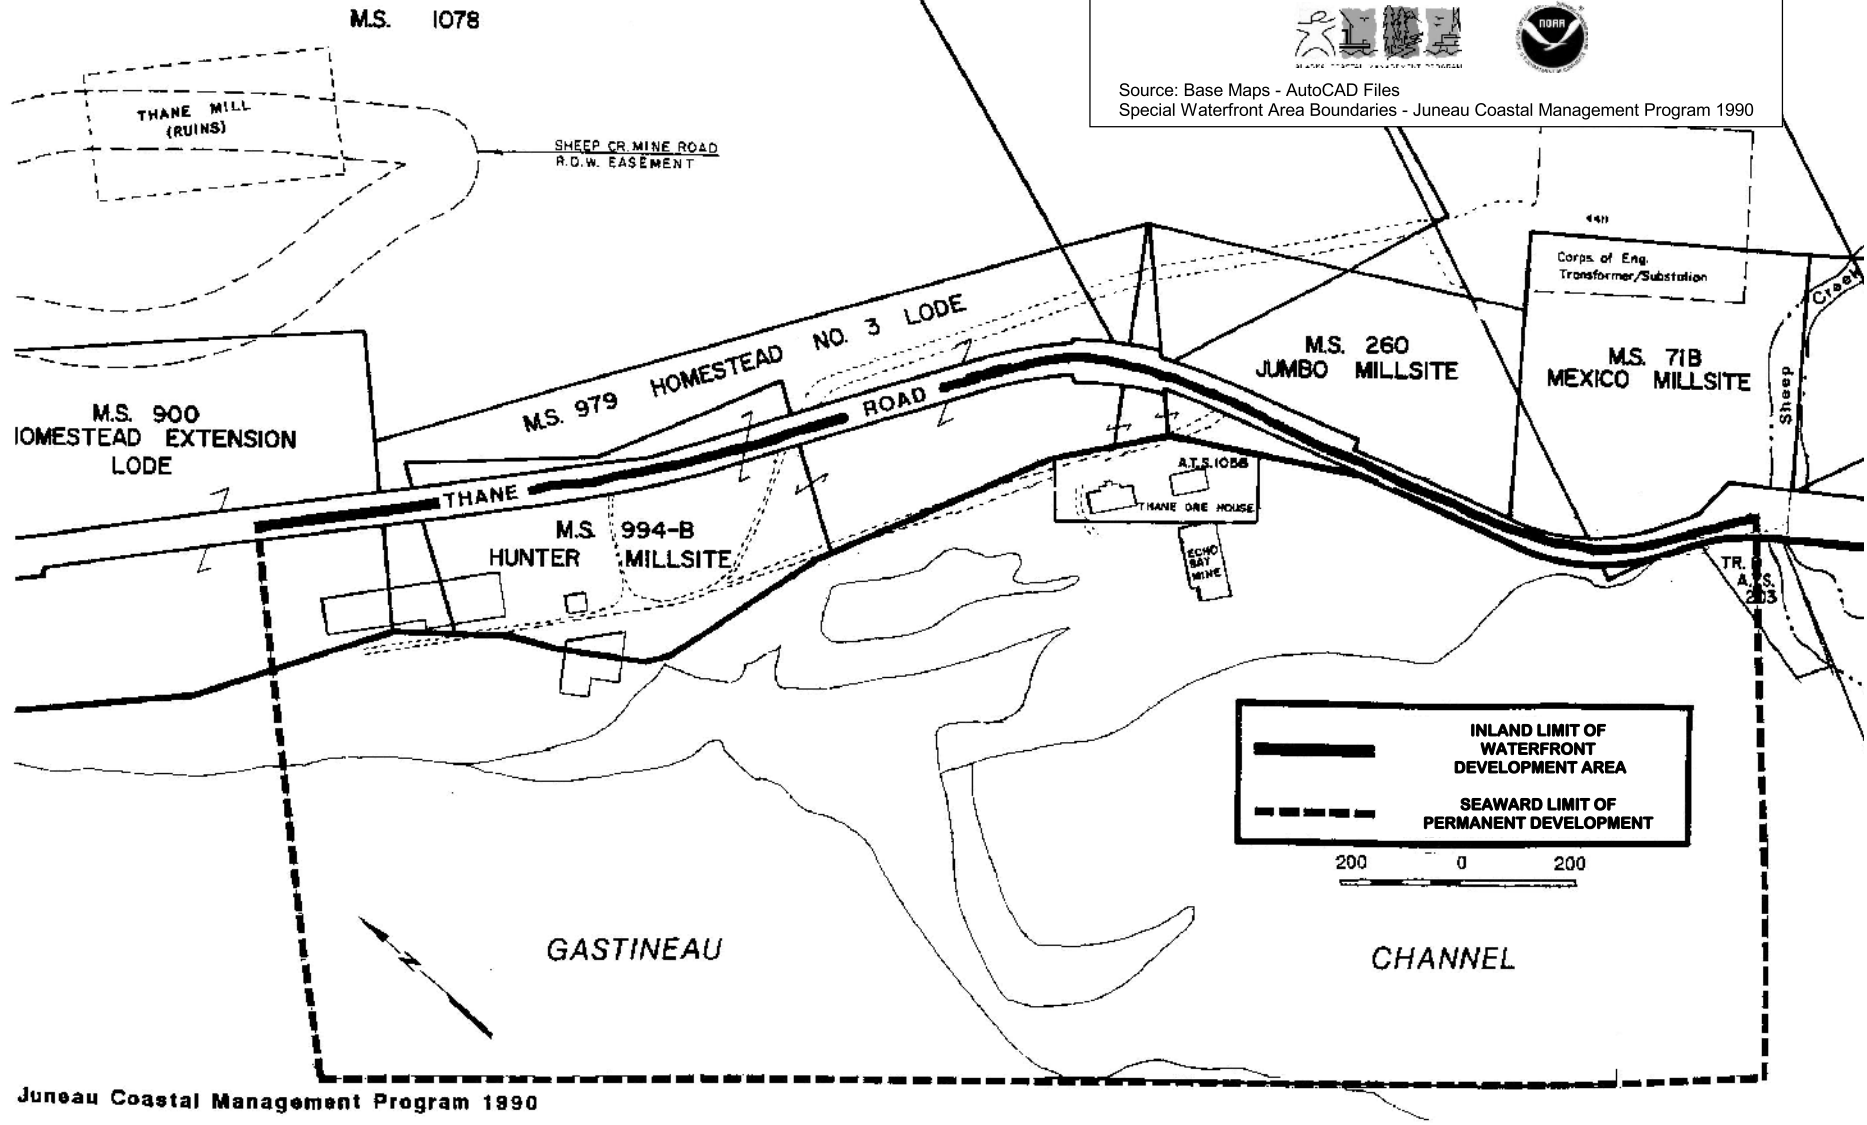 M.S. 1078
NOAA
Source: Base Maps - AutoCAD Files
Special Waterfront Area Boundaries - Juneau Coastal Management Program 1990
THANE MILL
(RUINS)
SHEEP CR. MINE ROAD
R.O.W. EASEMENT
Corps. of Eng.
Transformer/Substation
Creek
Sheep
M.S. 979 HOMESTEAD NO. 3 LODE
M.S. 260
JUMBO MILLSITE
M.S. 71B
MEXICO MILLSITE
M.S. 900
HOMESTEAD EXTENSION
LODE
THANE ROAD
A.T.S. 1056
THANE ORE HOUSE
M.S. 994-B
HUNTER MILLSITE
ECHO
BAY
MINE
TR.
A.T.S.
203
INLAND LIMIT OF
WATERFRONT
DEVELOPMENT AREA
SEAWARD LIMIT OF
PERMANENT DEVELOPMENT
200 0 200
N
GASTINEAU CHANNEL
Juneau Coastal Management Program 1990